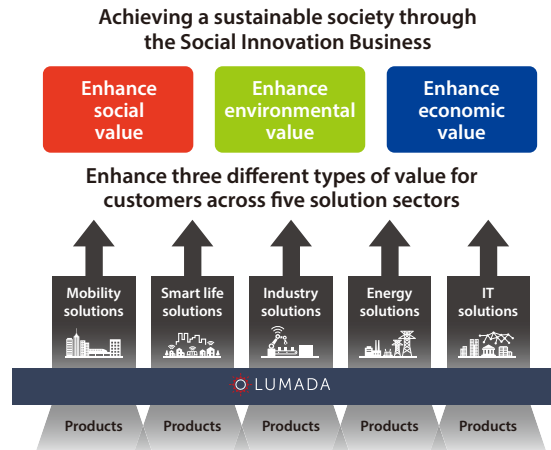 Achieving a sustainable society through
the Social Innovation Business
Enhance
social
value
Enhance
environmental
value
Enhance
economic
value
Enhance three different types of value for
customers across five solution sectors
Mobility
solutions
Smart life
solutions
Industry
solutions
Energy
solutions
IT
solutions
LUMADA
Products
Products
Products
Products
Products